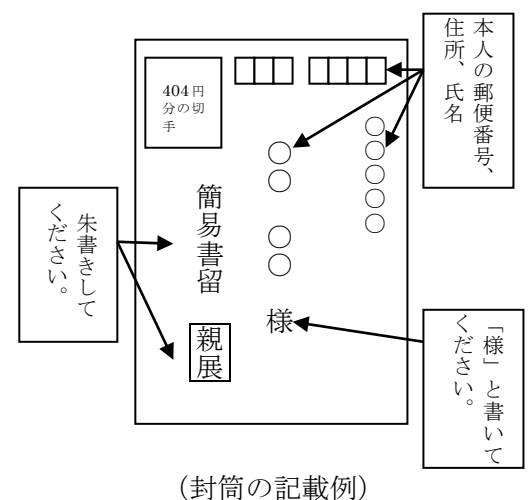 本人の郵便番号、
住所、氏名
404円
分の切
手
○○○○○
○○ ○○
様
簡易書留
親展
朱書きして
ください。
「様」と書いて
ください。
(封筒の記載例)